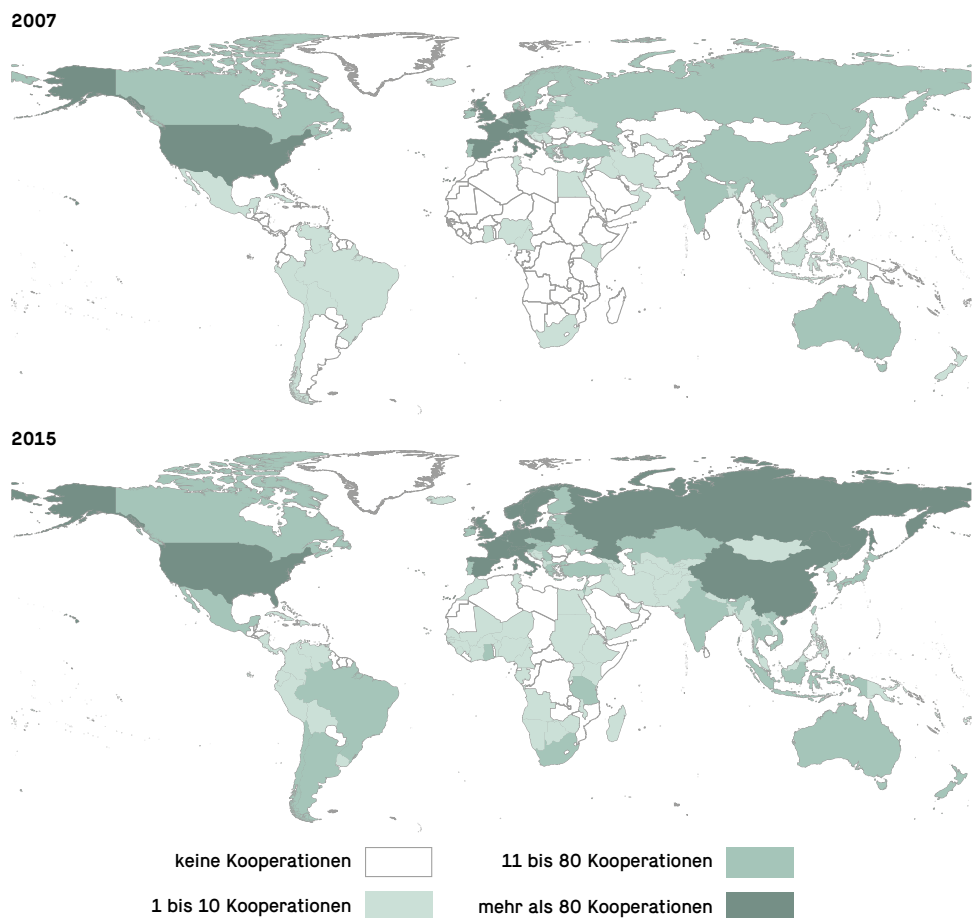 2007
2015
keine Kooperationen
11 bis 80 Kooperationen
1 bis 10 Kooperationen
mehr als 80 Kooperationen